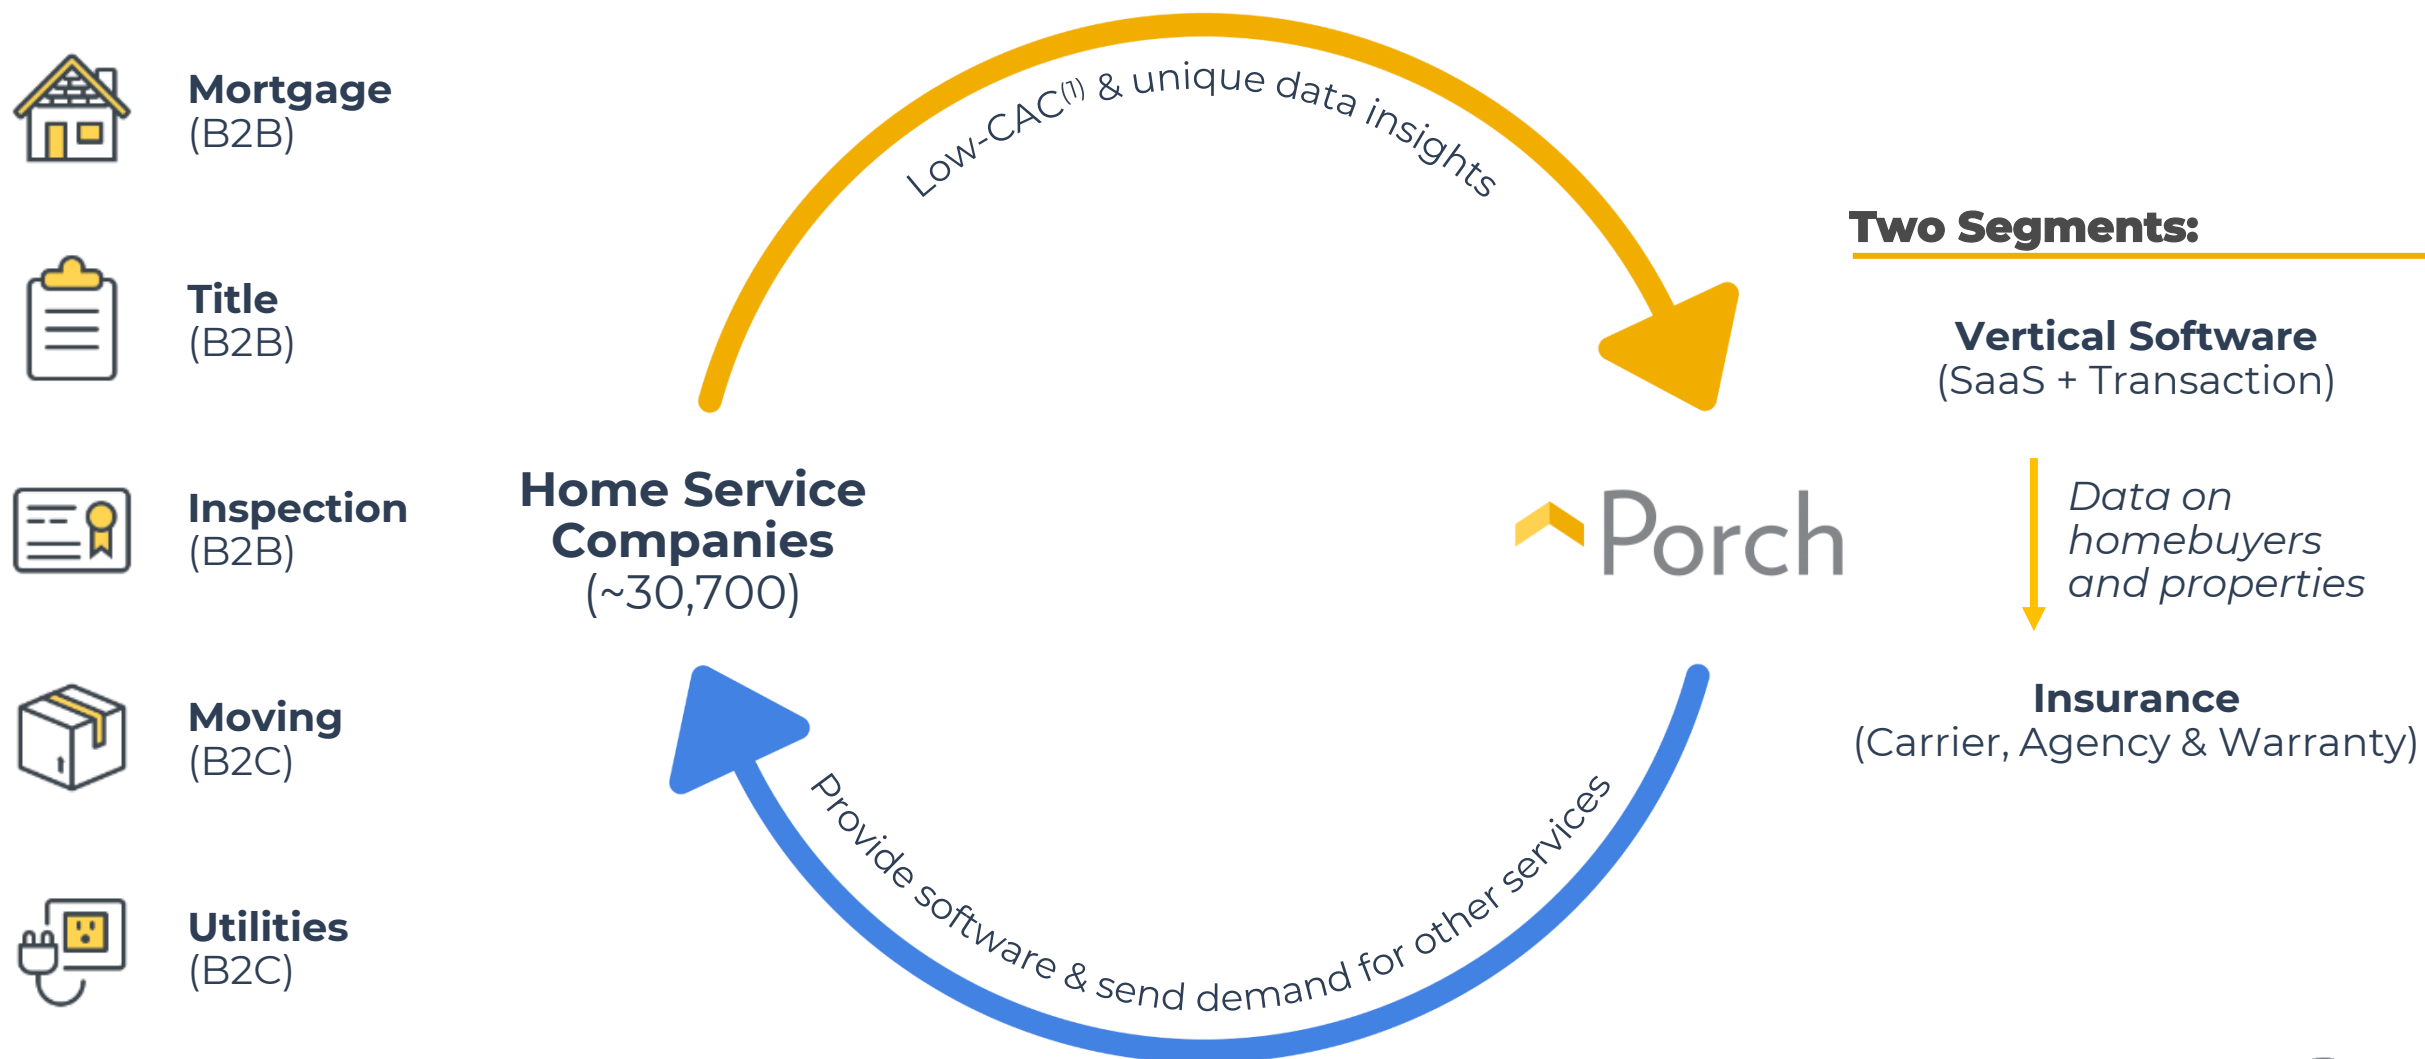 Mortgage
(B2B)
Title
(B2B)
Inspection
(B2B)
Moving
(B2C)
Utilities
(B2C)
Home Service
Companies
(~30,700)
Low-CAC(1) & unique data insights
Provide software & send demand for other services
Porch
Two Segments:
Vertical Software
(SaaS + Transaction)
Data on
homebuyers
and properties
Insurance
(Carrier, Agency & Warranty)